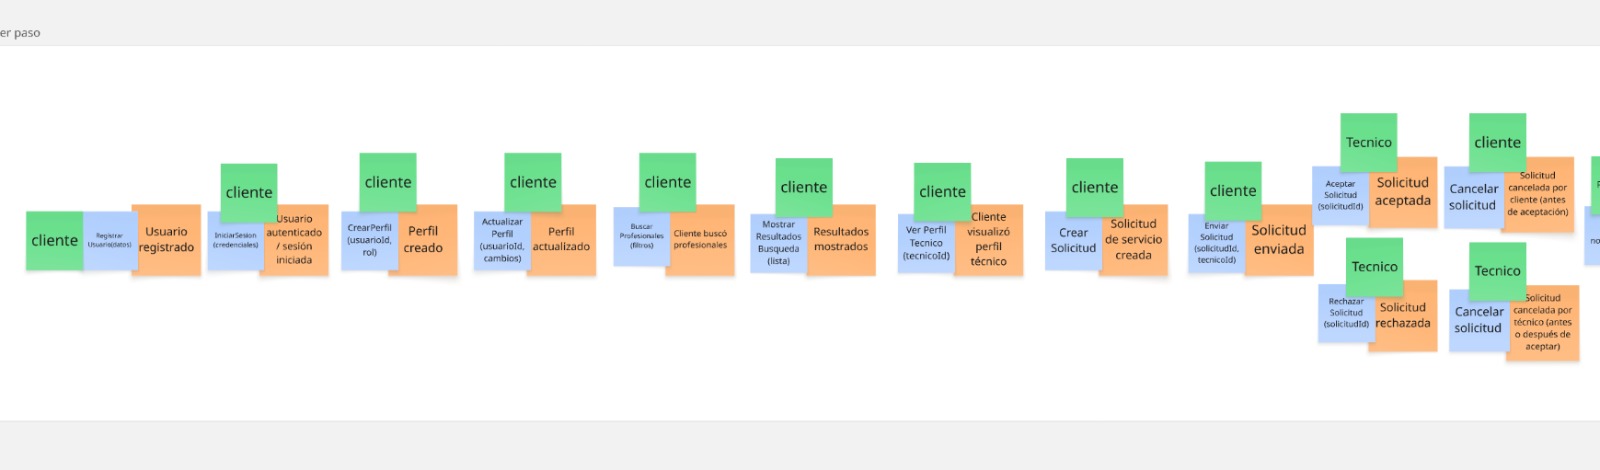 er paso
cliente
Registrar
Usuario(datos)
Usuario
registrado
cliente
IniciarSesion
(credenciales)
Usuario
autenticado
/ sesión
iniciada
cliente
CrearPerfil
(usuarioId,
rol)
Perfil
creado
cliente
Actualizar
Perfil
(usuarioId,
cambios)
Perfil
actualizado
cliente
Buscar
Profesionales
(filtros)
Cliente buscó
profesionales
cliente
Mostrar
Resultados
Busqueda
(lista)
Resultados
mostrados
cliente
Ver Perfil
Tecnico
(tecnicoId)
Cliente
visualizó
perfil
técnico
cliente
Crear
Solicitud
Solicitud
de servicio
creada
cliente
Enviar
Solicitud
(solicitudId,
tecnicoId)
Solicitud
enviada
Tecnico
Aceptar
Solicitud
(solicitudId)
Solicitud
aceptada
Tecnico
Rechazar
Solicitud
(solicitudId)
Solicitud
rechazada
cliente
Cancelar
solicitud
Solicitud
cancelada por
cliente (antes
de aceptación)
Tecnico
Cancelar
solicitud
Solicitud
cancelada por
técnico (antes
o después de
aceptar)